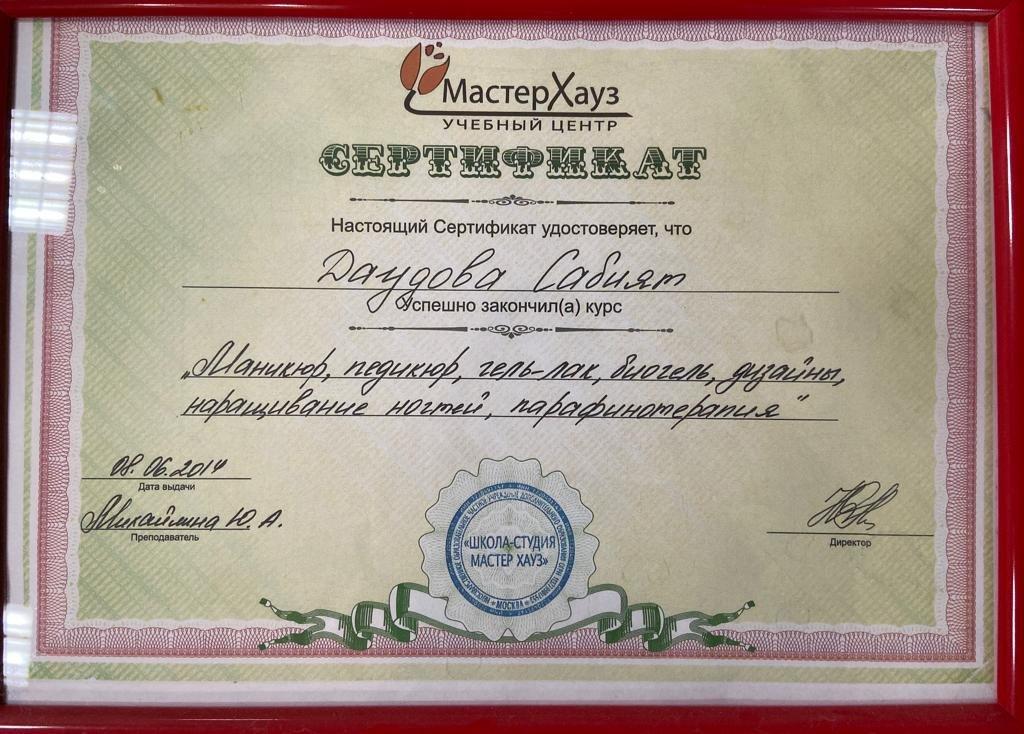 МастерХауз
УЧЕБНЫЙ ЦЕНТР
СЕРТИФИКАТ
Настоящий Сертификат удостоверяет, что
Даудова Сабият
Успешно закончил(а) курс
„Маникюр, педикюр, гель-лак, биогель, дизайны,
наращивание ногтей, парафинотерапия"
08.06.2014
Дата выдачи
Ю. А.
Преподаватель
Директор
«ШКОЛА-СТУДИЯ
МАСТЕР ХАУЗ»
МОСКВА